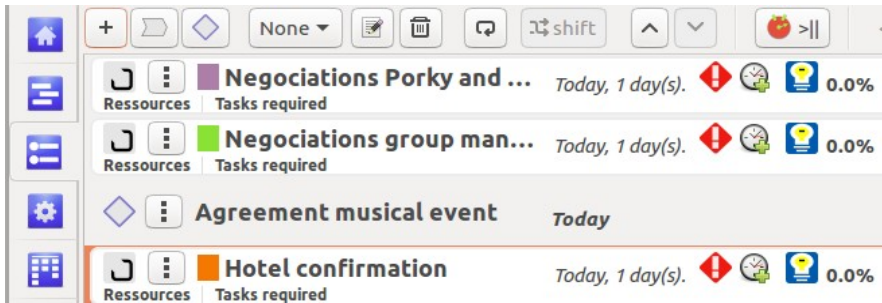 None shift >||
Negociations Porky and ... Today, 1 day(s). 0.0%
Ressources Tasks required
Negociations group man... Today, 1 day(s). 0.0%
Ressources Tasks required
Agreement musical event Today
Hotel confirmation Today, 1 day(s). 0.0%
Ressources Tasks required